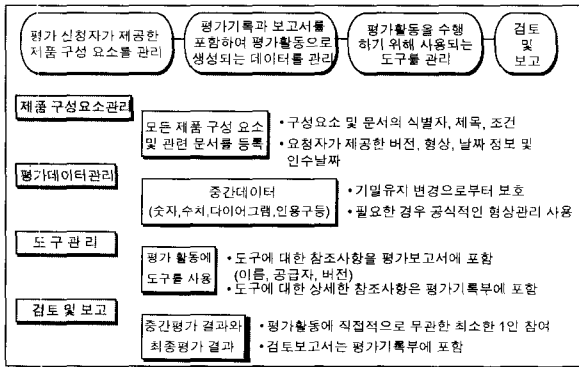 평가 신청자가 제공한
제품 구성 요소를 관리
평가기록과 보고서를
포함하여 평가활동으로
생성되는 데이터를 관리
평가활동을 수행
하기 위해 사용되는
도구를 관리
검토
및
보고
제품 구성요소관리
모든 제품 구성 요소
및 관련 문서를 등록
• 구성요소 및 문서의 식별자, 제목, 조건
• 요청자가 제공한 버전, 형상, 날짜 정보 및
인수날짜
평가데이터관리
중간데이터
(숫자,수치,다이어그램,인용구등)
• 기밀유지 변경으로부터 보호
• 필요한 경우 공식적인 형상관리 사용
도 구 관 리
평가 활동에
도구를 사용
• 도구에 대한 참조사항을 평가보고서에 포함
(이름, 공급자, 버전)
• 도구에 대한 상세한 참조사항은 평가기록부에 포함
검토 및 보고
중간평가 결과와
최종평가 결과
• 평가활동에 직접적으로 무관한 최소한 1인 참여
• 검토보고서는 평가기록부에 포함